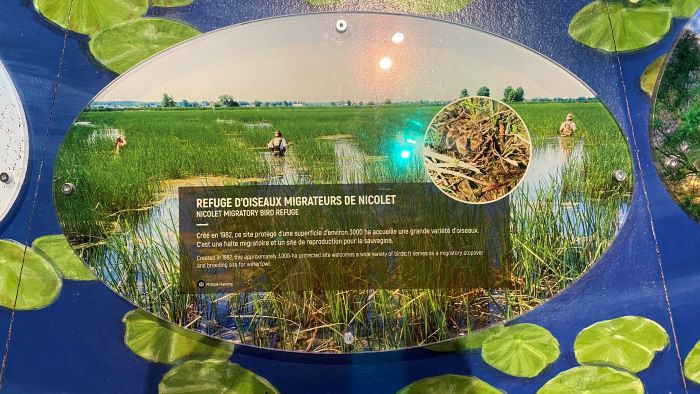 REFUGE D'OISEAUX MIGRATEURS DE NICOLET
NICOLET MIGRATORY BIRD REFUGE
Créé en 1982, ce site protégé d'une superficie d'environ 3000 ha accueille une grande variété d'oiseaux.
C'est une halte migratoire et un site de reproduction pour la sauvagine.
Created in 1982, this approximately 3,000-ha protected site welcomes a wide variety of birds. It serves as a migratory stopover
and breeding site for waterfowl.
Philippe Manning